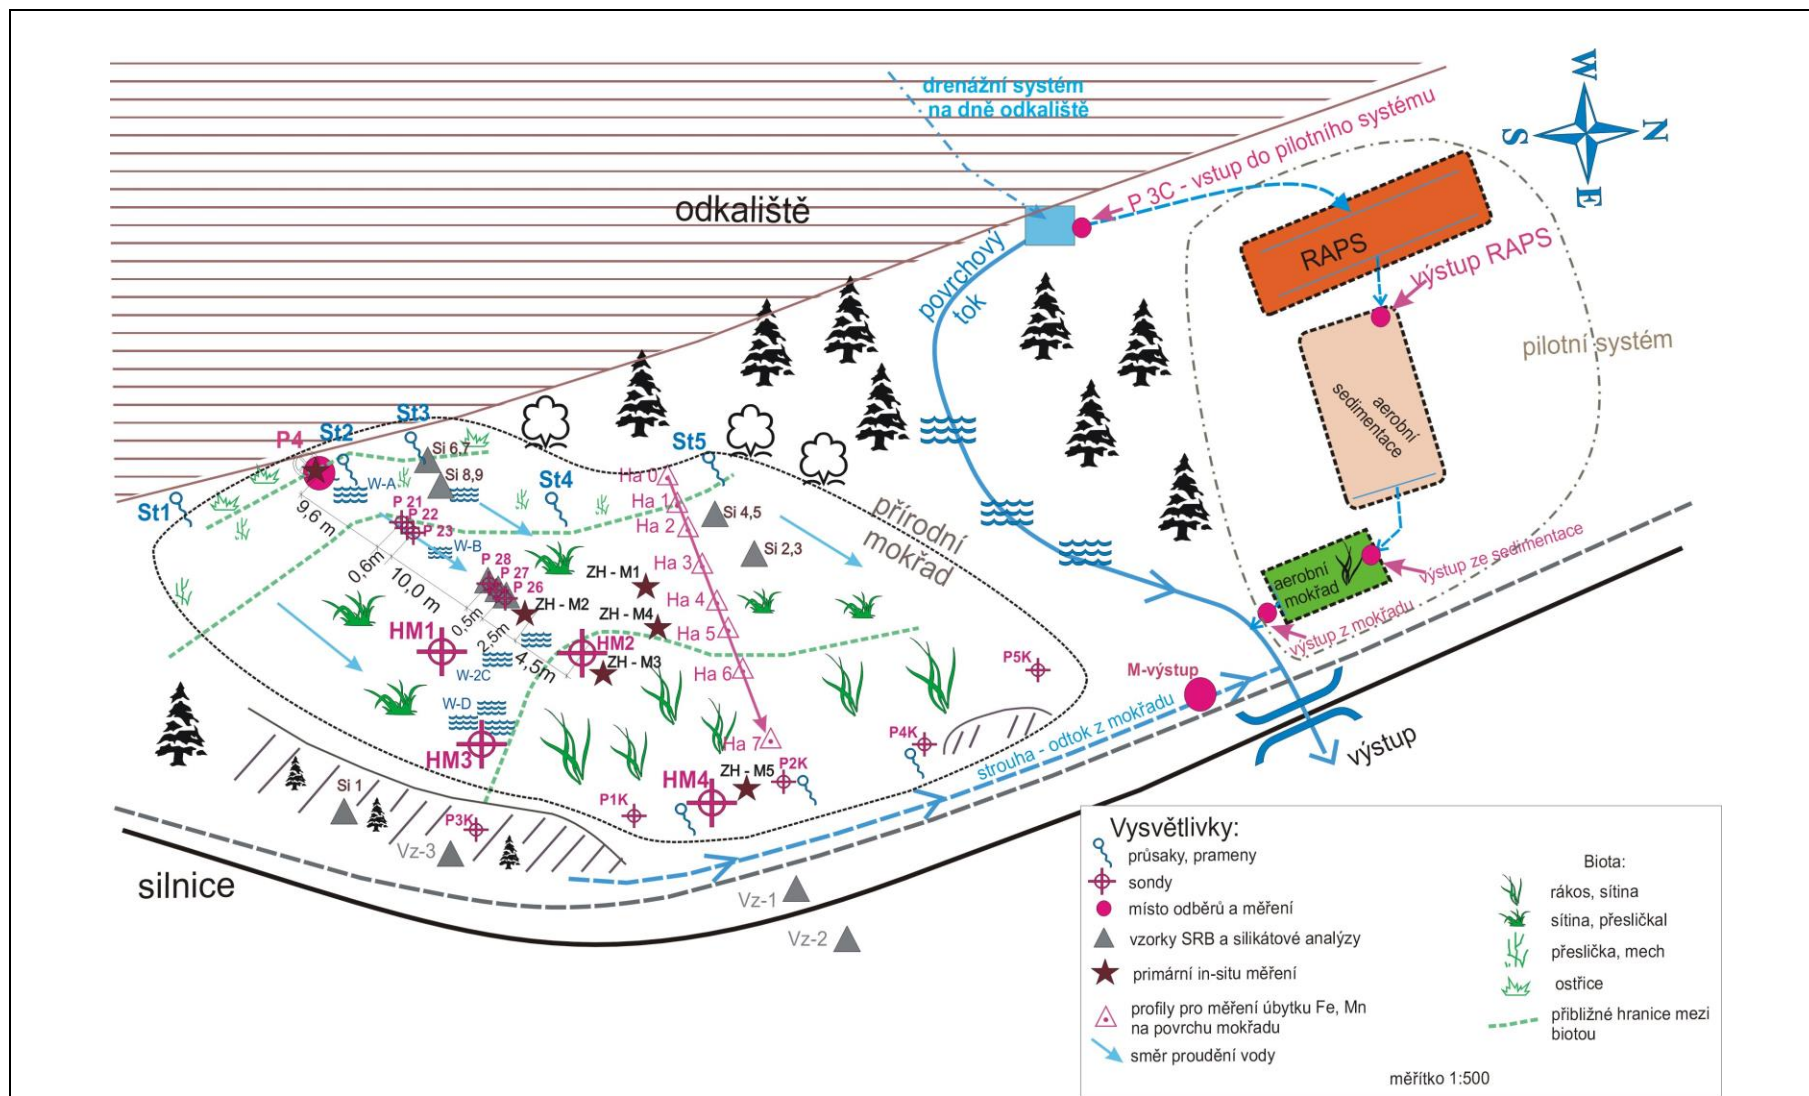 drenážní systém
na dně odkaliště
W
N
S
E
odkaliště
P 3C - vstup do pilotního systému
povrchový
tok
RAPS
výstup RAPS
pilotní systém
aerobní
sedimentace
aerobní
mokřad
výstup ze sedimentace
výstup z mokřadu
M-výstup
výstup
strouha - odtok z mokřadu
přírodní
mokřad
silnice
St1
P4
St2
St3
St4
St5
Si 6.7
Si 8,9
W-A
P 21
P 22
P 23
W-B
9,6 m
0,6m
10,0 m
0,5m
2,5m
4,5m
P 28
P 27
P 26
ZH - M1
ZH - M2
ZH - M4
ZH - M3
ZH - M5
HM1
HM2
HM3
HM4
W-2C
W-D
Ha 0
Ha 1
Ha 2
Ha 3
Ha 4
Ha 5
Ha 6
Ha 7
Si 4,5
Si 2,3
Si 1
P1K
P2K
P3K
P4K
P5K
Vz-3
Vz-1
Vz-2
Vysvětlivky:
průsaky, prameny
sondy
místo odběrů a měření
vzorky SRB a silikátové analýzy
primární in-situ měření
profily pro měření úbytku Fe, Mn
na povrchu mokřadu
směr proudění vody
Biota:
rákos, sítina
sítina, přesličkal
přeslička, mech
ostřice
přibližné hranice mezi
biotou
měřítko 1:500